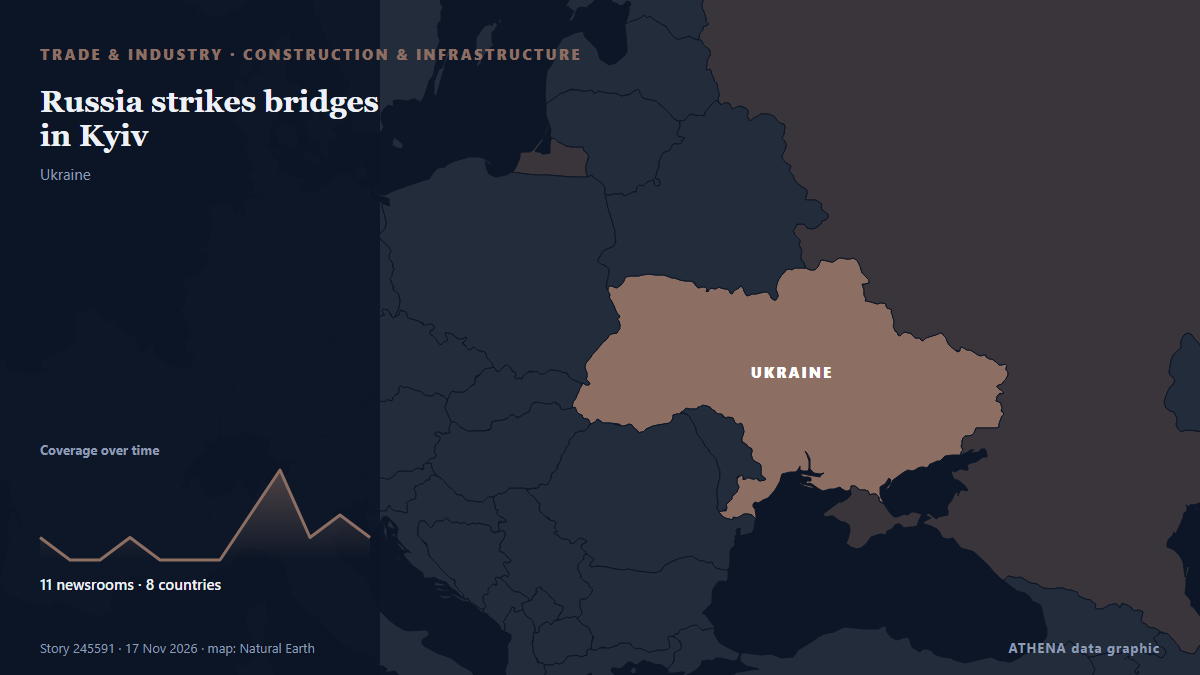 TRADE & INDUSTRY · CONSTRUCTION & INFRASTRUCTURE
Russia strikes bridges
in Kyiv
Ukraine
UKRAINE
Coverage over time
11 newsrooms · 8 countries
Story 245591 · 17 Nov 2026 · map: Natural Earth
ATHENA data graphic